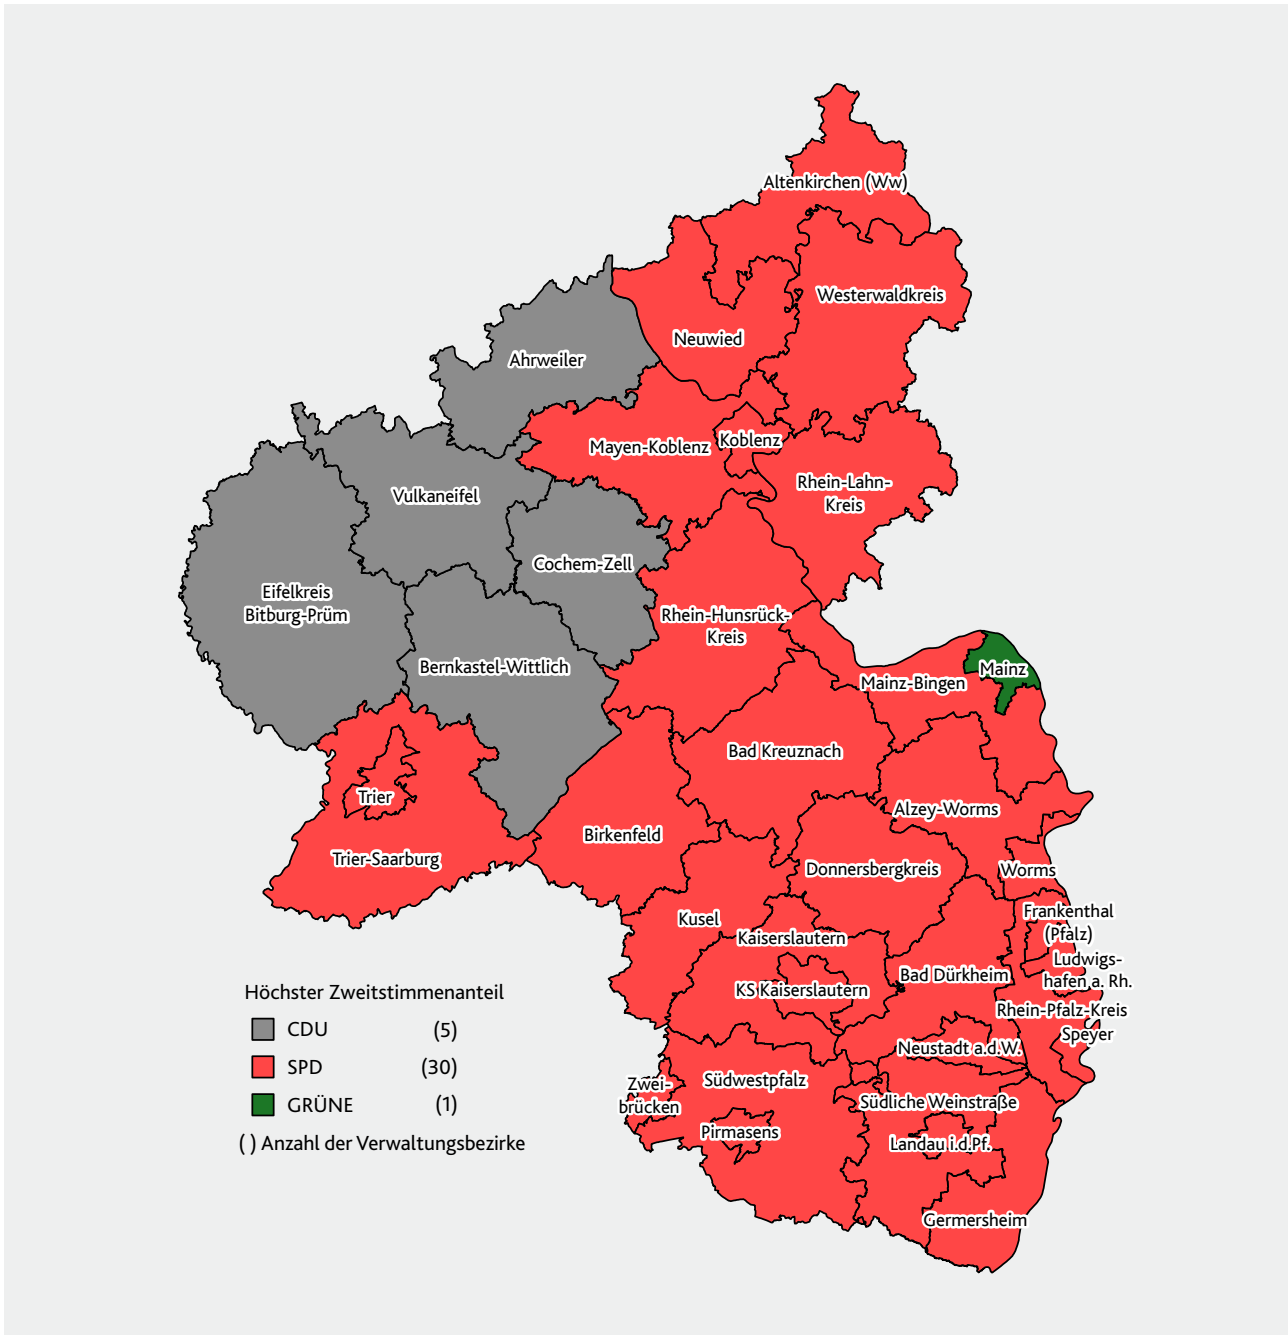 Altenkirchen (Ww)
Westerwaldkreis
Neuwied
Ahrweiler
Koblenz
Mayen-Koblenz
Rhein-Lahn-
Kreis
Vulkaneifel
Cochem-Zell
Eifelkreis
Bitburg-Prüm
Rhein-Hunsrück-
Kreis
Bernkastel-Wittlich
Mainz
Mainz-Bingen
Bad Kreuznach
Trier
Alzey-Worms
Birkenfeld
Trier-Saarburg
Donnersbergkreis
Worms
Kusel
Frankenthal
(Pfalz)
Kaiserslautern
Ludwigs-
hafen a. Rh.
Bad Dürkheim
KS Kaiserslautern
Rhein-Pfalz-Kreis
Speyer
Neustadt a.d.W.
Südwestpfalz
Zwei-
brücken
Südliche Weinstraße
Pirmasens
Landau i.d.Pf.
Germersheim
Höchster Zweitstimmenanteil
CDU (5)
SPD (30)
GRÜNE (1)
( ) Anzahl der Verwaltungsbezirke